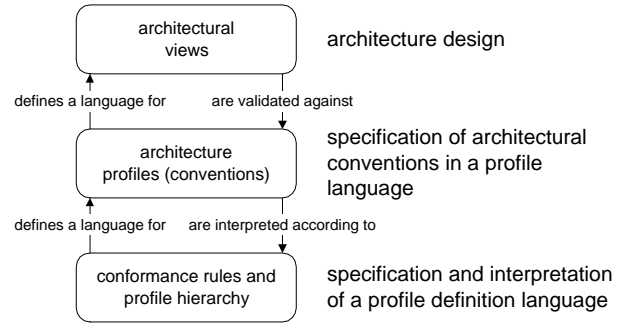 architectural
views
architecture design
defines a language for
are validated against
architecture
profiles (conventions)
specification of architectural
conventions in a profile
language
defines a language for
are interpreted according to
conformance rules and
profile hierarchy
specification and interpretation
of a profile definition language